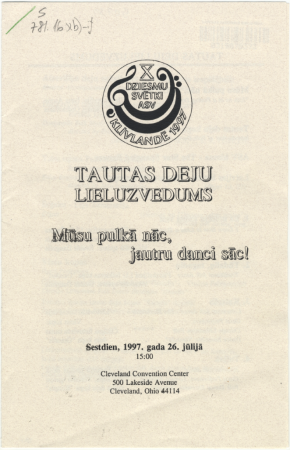 S
X
DZIESMU
SVĒTKI
ASV
KLĪVLANDĒ 1997
TAUTAS DEJU
LIELUZVEDUMS
Mūsu pulkā nāc,
jautru danci sāc!
Sestdien, 1997. gada 26. jūlijā
15:00
Cleveland Convention Center
500 Lakeside Avenue
Cleveland, Ohio 44114